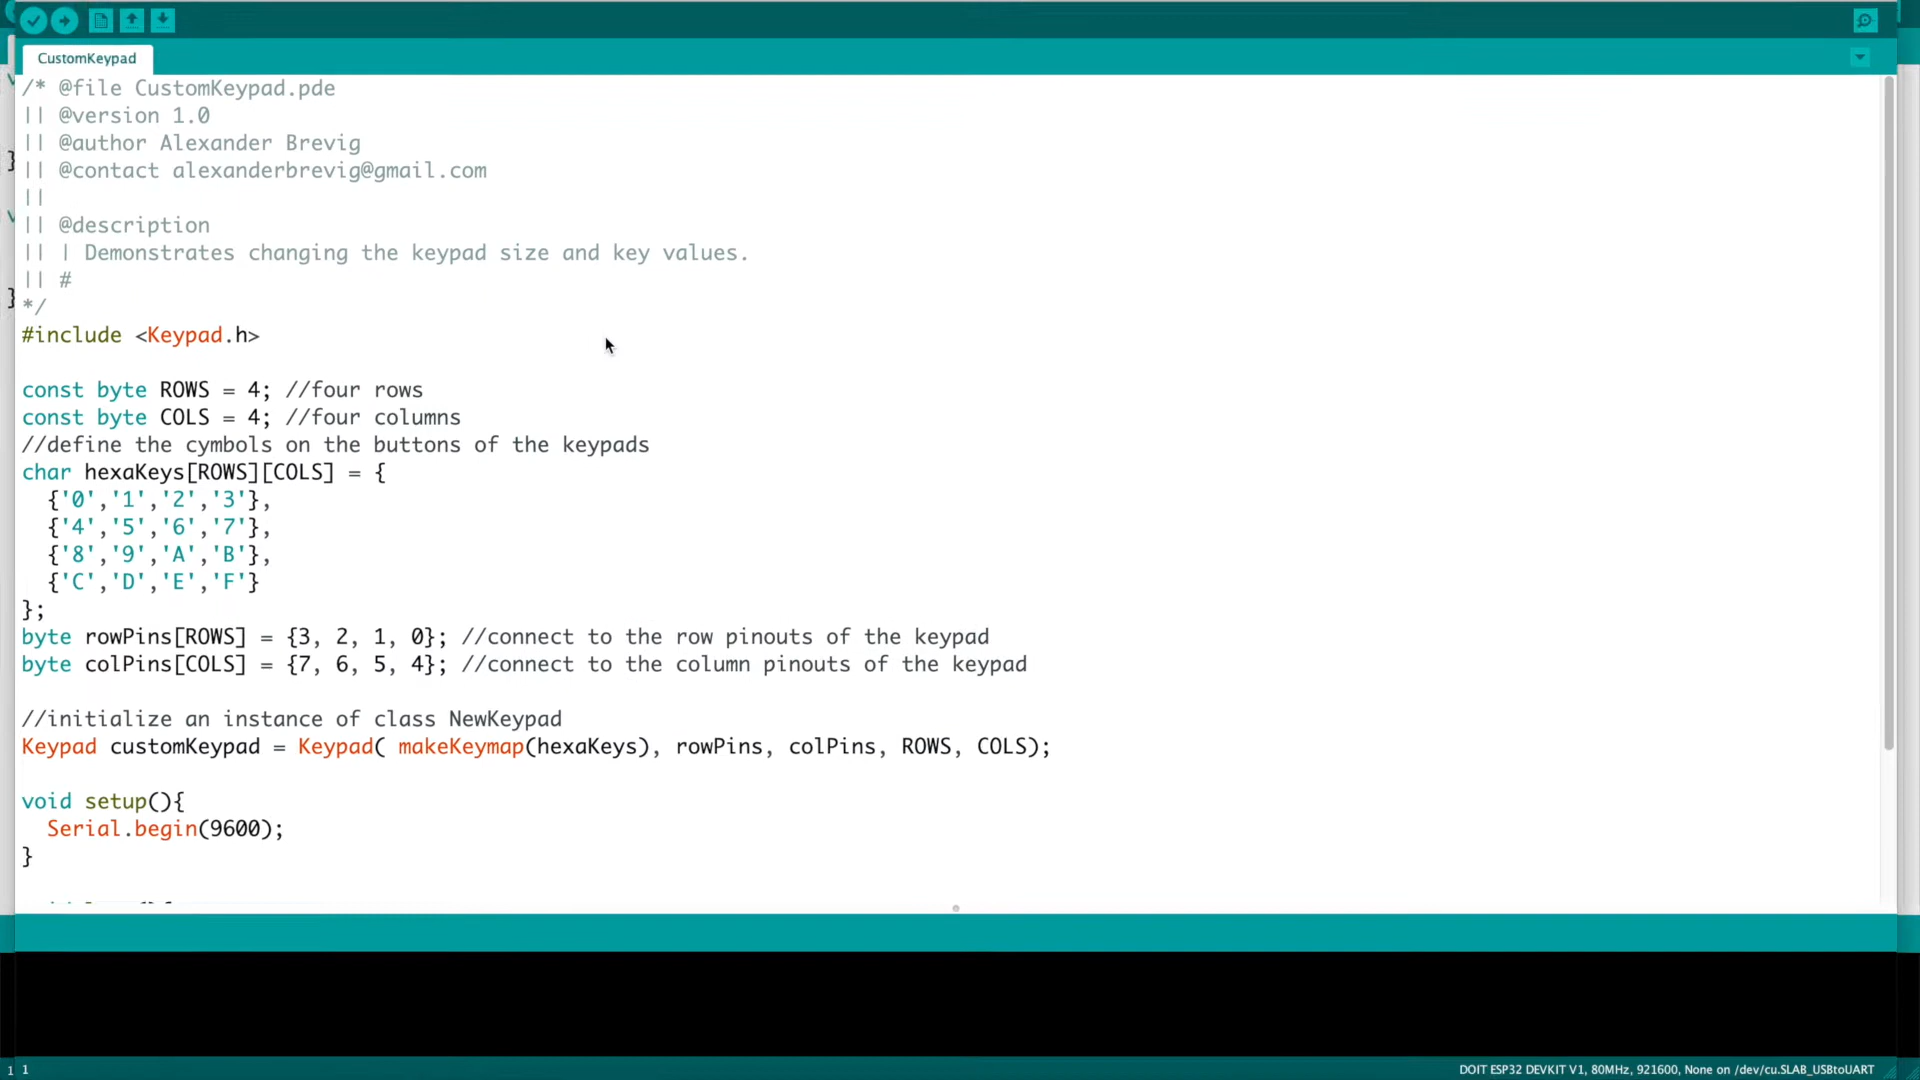 CustomKeypad
/* @file CustomKeypad.pde
|| @version 1.0
|| @author Alexander Brevig
|| @contact alexanderbrevig@gmail.com
||
|| @description
|| | Demonstrates changing the keypad size and key values.
|| #
*/
#include <Keypad.h>
const byte ROWS = 4; //four rows
const byte COLS = 4; //four columns
//define the cymbols on the buttons of the keypads
char hexaKeys[ROWS][COLS] = {
{'0','1','2','3'},
{'4','5','6','7'},
{'8','9','A','B'},
{'C','D','E','F'}
};
byte rowPins[ROWS] = {3, 2, 1, 0}; //connect to the row pinouts of the keypad
byte colPins[COLS] = {7, 6, 5, 4}; //connect to the column pinouts of the keypad
//initialize an instance of class NewKeypad
Keypad customKeypad = Keypad( makeKeymap(hexaKeys), rowPins, colPins, ROWS, COLS);
void setup(){
Serial.begin(9600);
}
1 1
DOIT ESP32 DEVKIT V1, 80MHz, 921600, None on /dev/cu.SLAB_USBtoUART